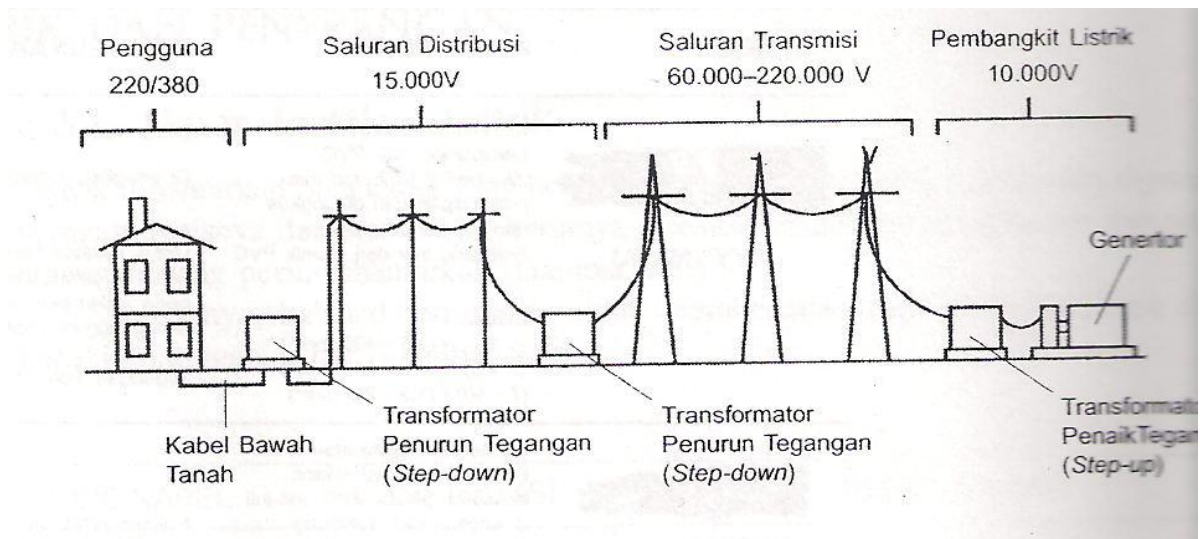 Pengguna
220/380
Saluran Distribusi
15.000V
Saluran Transmisi
60.000–220.000 V
Pembangkit Listrik
10.000V
Genertor
Kabel Bawah
Tanah
Transformator
Penurun Tegangan
(Step-down)
Transformator
Penurun Tegangan
(Step-down)
Transformat
PenaikTegan
(Step-up)